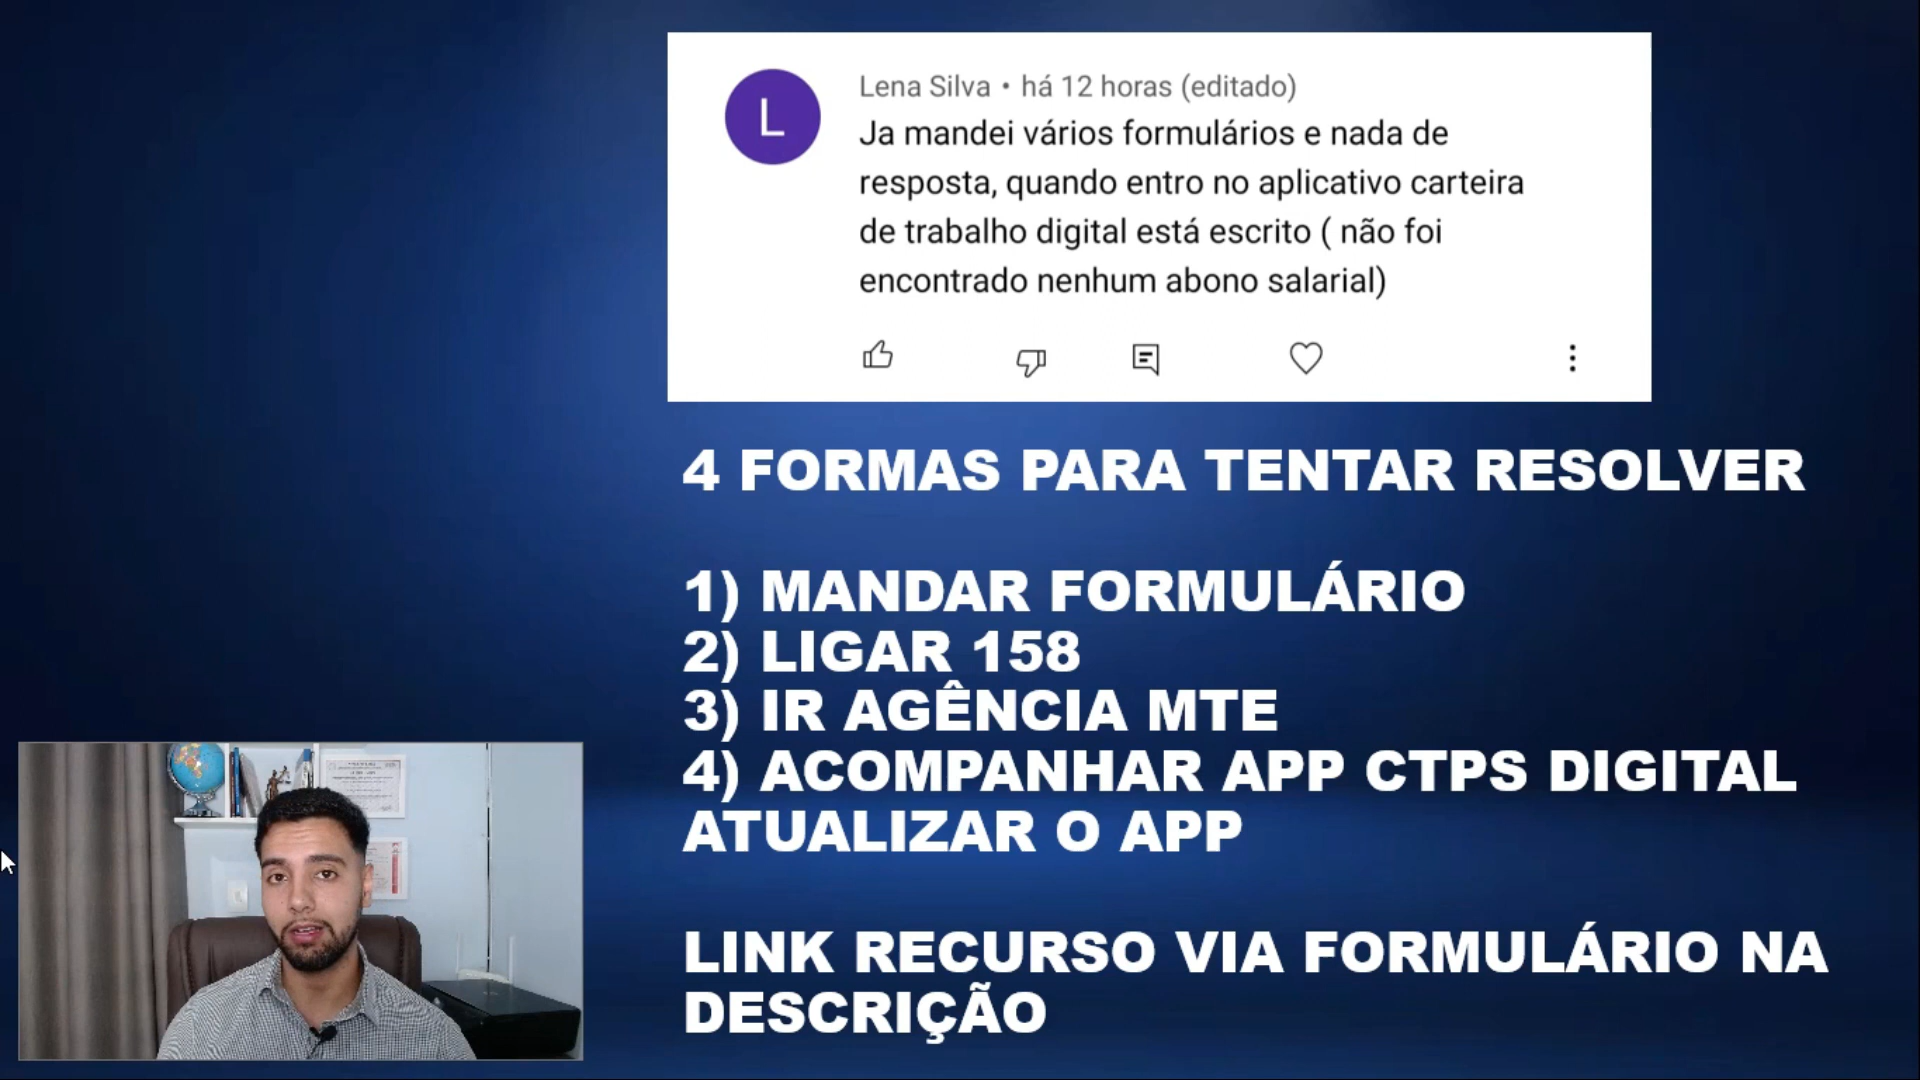 L
Lena Silva • há 12 horas (editado)
Ja mandei vários formulários e nada de
resposta, quando entro no aplicativo carteira
de trabalho digital está escrito ( não foi
encontrado nenhum abono salarial)
4 FORMAS PARA TENTAR RESOLVER
1) MANDAR FORMULÁRIO
2) LIGAR 158
3) IR AGÊNCIA MTE
4) ACOMPANHAR APP CTPS DIGITAL
ATUALIZAR O APP
LINK RECURSO VIA FORMULÁRIO NA
DESCRIÇÃO